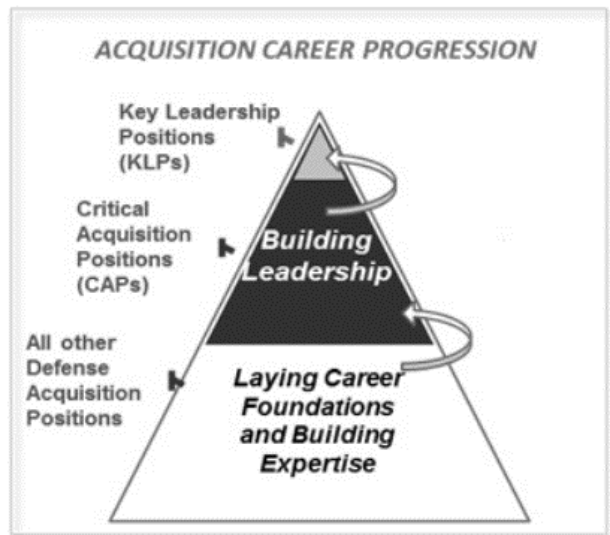 ACQUISITION CAREER PROGRESSION
Key Leadership
Positions
(KLPs)
Critical
Acquisition
Positions
(CAPs)
Building
Leadership
All other
Defense
Acquisition
Positions
Laying Career
Foundations
and Building
Expertise